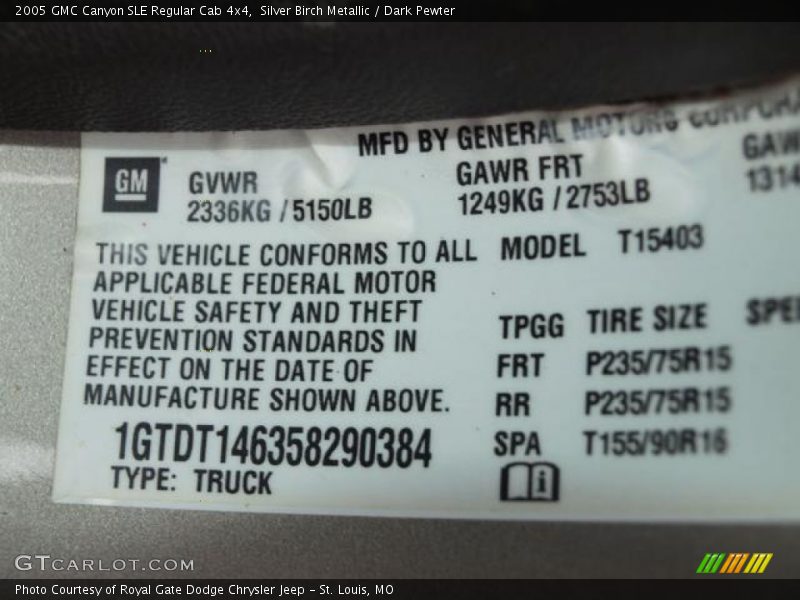 2005 GMC Canyon SLE Regular Cab 4x4, Silver Birch Metallic / Dark Pewter
MFD BY GENERAL MOTORS
GM
GVWR
2336KG / 5150LB
GAWR FRT
1249KG / 2753LB
GAW
1314
THIS VEHICLE CONFORMS TO ALL
APPLICABLE FEDERAL MOTOR
VEHICLE SAFETY AND THEFT
PREVENTION STANDARDS IN
EFFECT ON THE DATE OF
MANUFACTURE SHOWN ABOVE.
1GTDT146358290384
TYPE: TRUCK
MODEL T15403
TPGG TIRE SIZE SPE
FRT P235/75R15
RR P235/75R15
SPA T155/90R16
i
GTCARLOT.COM
Photo Courtesy of Royal Gate Dodge Chrysler Jeep - St. Louis, MO